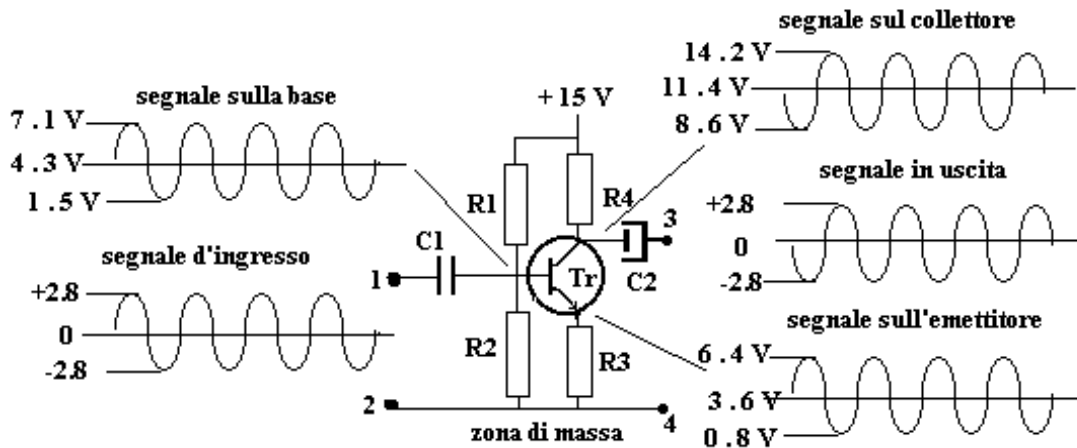 segnale sul collettore
14.2 V
11.4 V
8.6 V
segnale sulla base
7.1 V
4.3 V
1.5 V
+15 V
R1
R4
segnale in uscita
+2.8
0
-2.8
3
C1
C2
Tr
1
segnale d'ingresso
+2.8
0
-2.8
R2
R3
segnale sull'emettitore
6.4 V
3.6 V
0.8 V
2
4
zona di massa